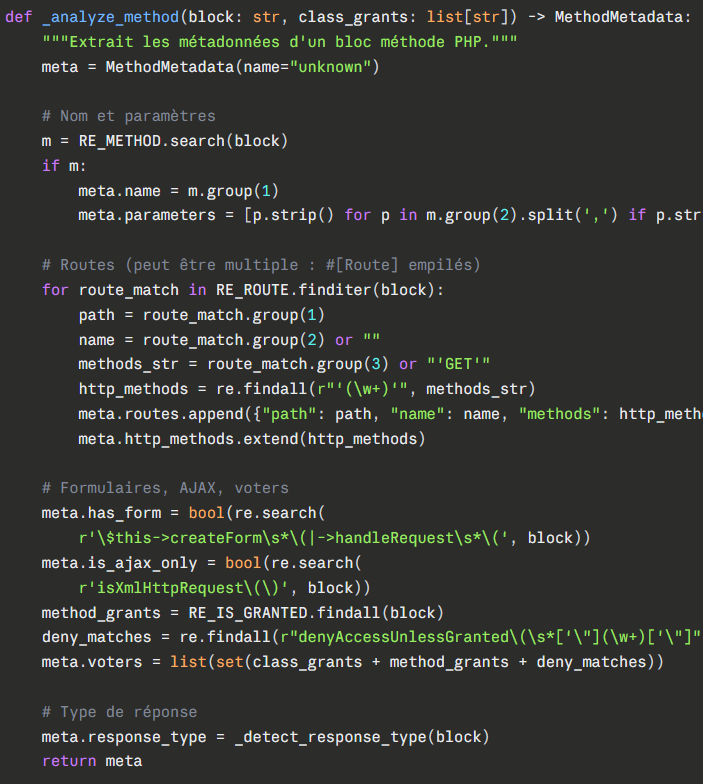 def _analyze_method(block: str, class_grants: list[str]) -> MethodMetadata:
    """Extrait les métadonnées d'un bloc méthode PHP."""
    meta = MethodMetadata(name="unknown")

    # Nom et paramètres
    m = RE_METHOD.search(block)
    if m:
        meta.name = m.group(1)
        meta.parameters = [p.strip() for p in m.group(2).split(',') if p.str

    # Routes (peut être multiple : #[Route] empilés)
    for route_match in RE_ROUTE.finditer(block):
        path = route_match.group(1)
        name = route_match.group(2) or ""
        methods_str = route_match.group(3) or "'GET'"
        http_methods = re.findall(r"'(\w+)'", methods_str)
        meta.routes.append({"path": path, "name": name, "methods": http_meth
        meta.http_methods.extend(http_methods)

    # Formulaires, AJAX, voters
    meta.has_form = bool(re.search(
        r'\$this->createForm\s*\(|->handleRequest\s*\(', block))
    meta.is_ajax_only = bool(re.search(
        r'isXmlHttpRequest\(\)', block))
    method_grants = RE_IS_GRANTED.findall(block)
    deny_matches = re.findall(r"denyAccessUnlessGranted\(\s*['\"](\w+)['\"]"
    meta.voters = list(set(class_grants + method_grants + deny_matches))

    # Type de réponse
    meta.response_type = _detect_response_type(block)
    return meta